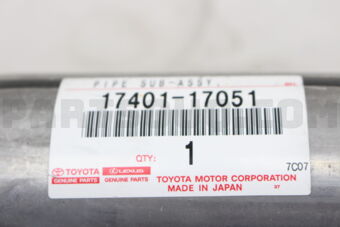 PIPE SUB-ASSY,
17401-17051
QTY:
1
7C07
TOYOTA
GENUINE PARTS
LEXUS
GENUINE PARTS
TOYOTA MOTOR CORPORATION
MADE IN JAPAN
37